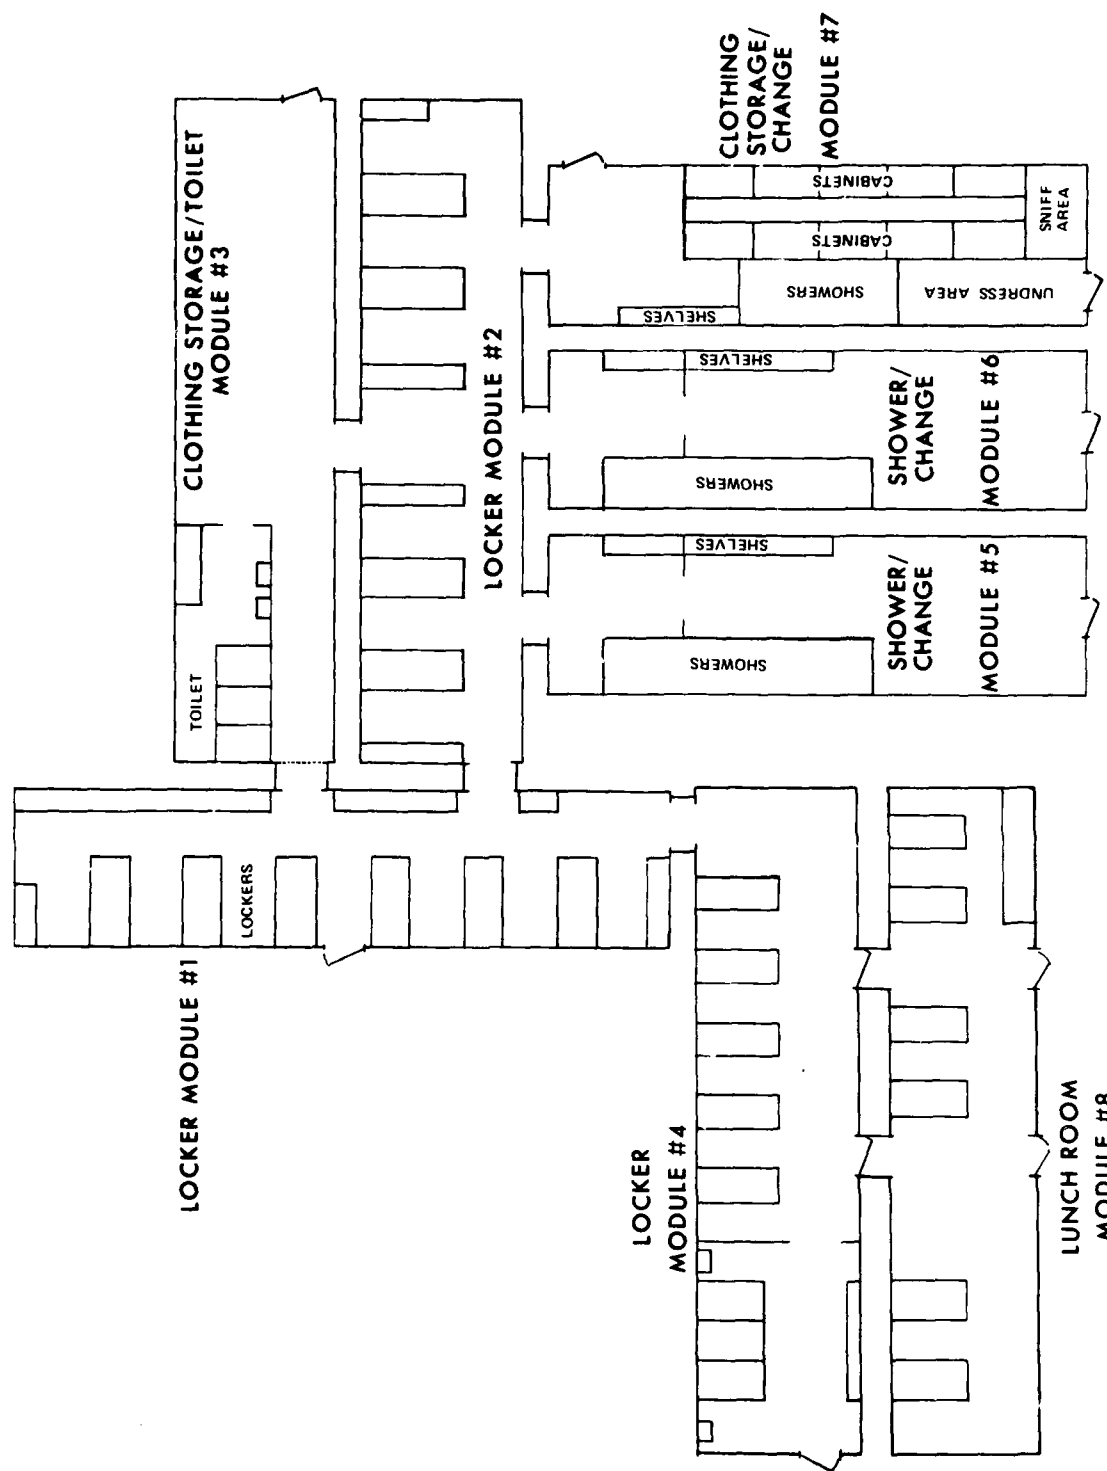 LOCKER MODULE #1
LOCKERS
TOILET
CLOTHING STORAGE/TOILET
MODULE #3
LOCKER MODULE #2
LOCKER
MODULE #4
LUNCH ROOM
MODULE #8
SHOWERS
SHELVES
SHOWER/
CHANGE
MODULE #5
SHOWERS
SHELVES
SHOWER/
CHANGE
MODULE #6
SHELVES
SHOWERS
UNDRESS AREA
CABINETS
CABINETS
SNIFF
AREA
CLOTHING
STORAGE/
CHANGE
MODULE #7